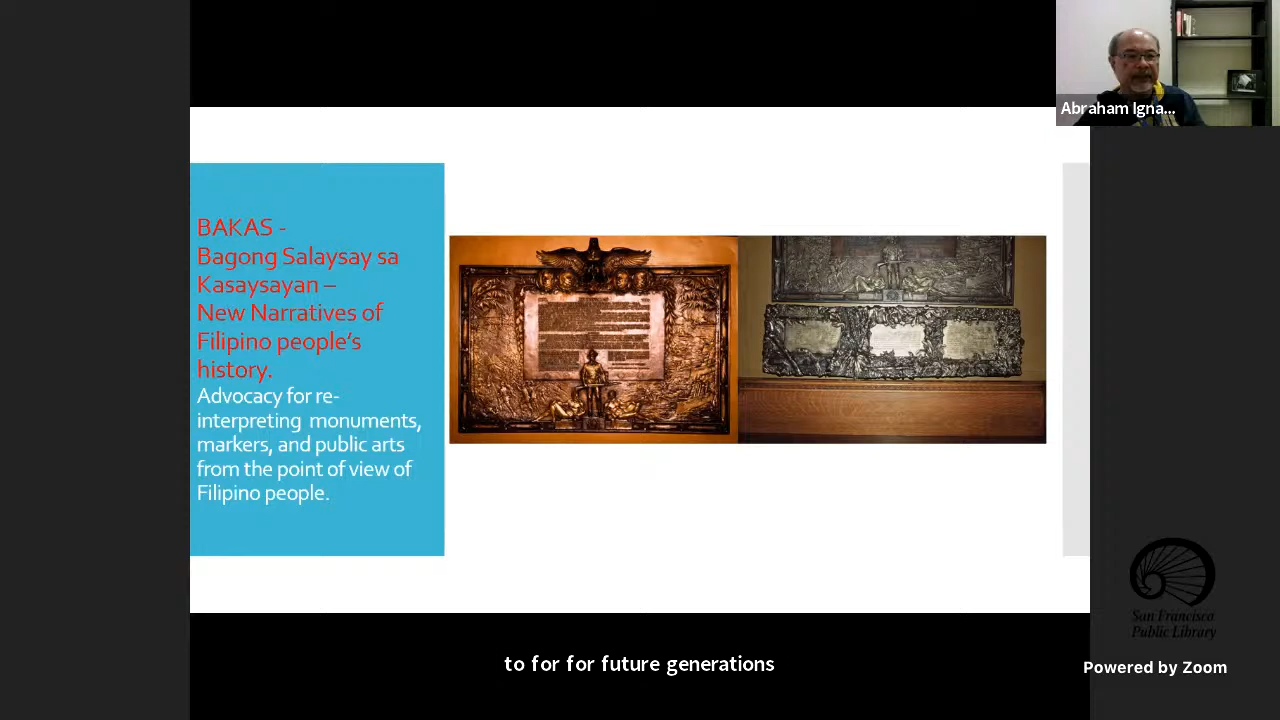 Abraham Igna...
BAKAS -
Bagong Salaysay sa
Kasaysayan –
New Narratives of
Filipino people's
history.
Advocacy for re-
interpreting monuments,
markers, and public arts
from the point of view of
Filipino people.
San Francisco
Public Library
to for for future generations
Powered by Zoom